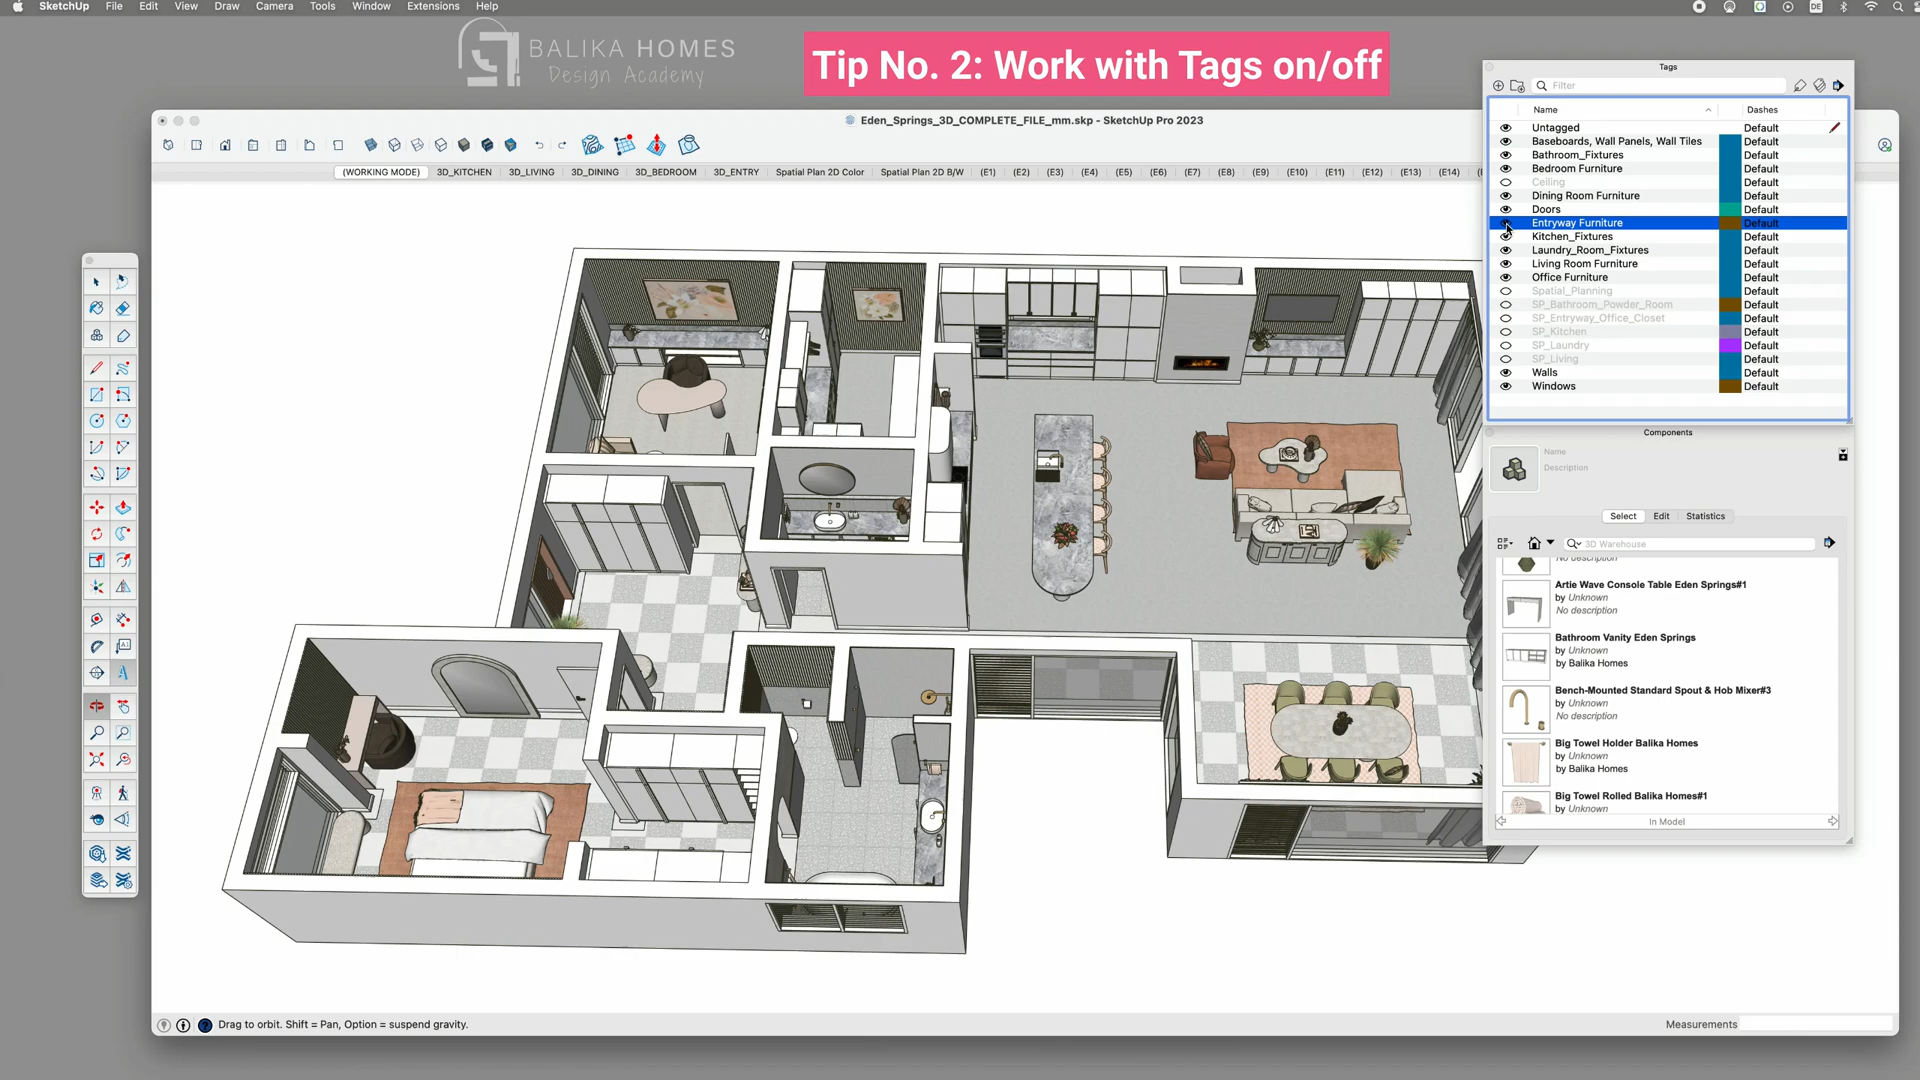 SketchUp File Edit View Draw Camera Tools Window Extensions Help
DE
BALIKA HOMES
Design Academy
Tip No. 2: Work with Tags on/off
Eden_Springs_3D_COMPLETE_FILE_mm.skp - SketchUp Pro 2023
(WORKING MODE) 3D_KITCHEN 3D_LIVING 3D_DINING 3D_BEDROOM 3D_ENTRY Spatial Plan 2D Color Spatial Plan 2D B/W (E1) (E2) (E3) (E4) (E5) (E6) (E7) (E8) (E9) (E10) (E11) (E12) (E13) (E14)
Tags
Filter
Name Dashes
Untagged Default
Baseboards, Wall Panels, Wall Tiles Default
Bathroom_Fixtures Default
Bedroom Furniture Default
Ceiling Default
Dining Room Furniture Default
Doors Default
Entryway Furniture Default
Kitchen_Fixtures Default
Laundry_Room_Fixtures Default
Living Room Furniture Default
Office Furniture Default
Spatial_Planning Default
SP_Bathroom_Powder_Room Default
SP_Entryway_Office_Closet Default
SP_Kitchen Default
SP_Laundry Default
SP_Living Default
Walls Default
Windows Default
Components
Name
Description
Select Edit Statistics
3D Warehouse
No description
Artie Wave Console Table Eden Springs#1
by Unknown
No description
Bathroom Vanity Eden Springs
by Unknown
by Balika Homes
Bench-Mounted Standard Spout & Hob Mixer#3
by Unknown
No description
Big Towel Holder Balika Homes
by Unknown
by Balika Homes
Big Towel Rolled Balika Homes#1
by Unknown
In Model
Drag to orbit. Shift = Pan, Option = suspend gravity.
Measurements